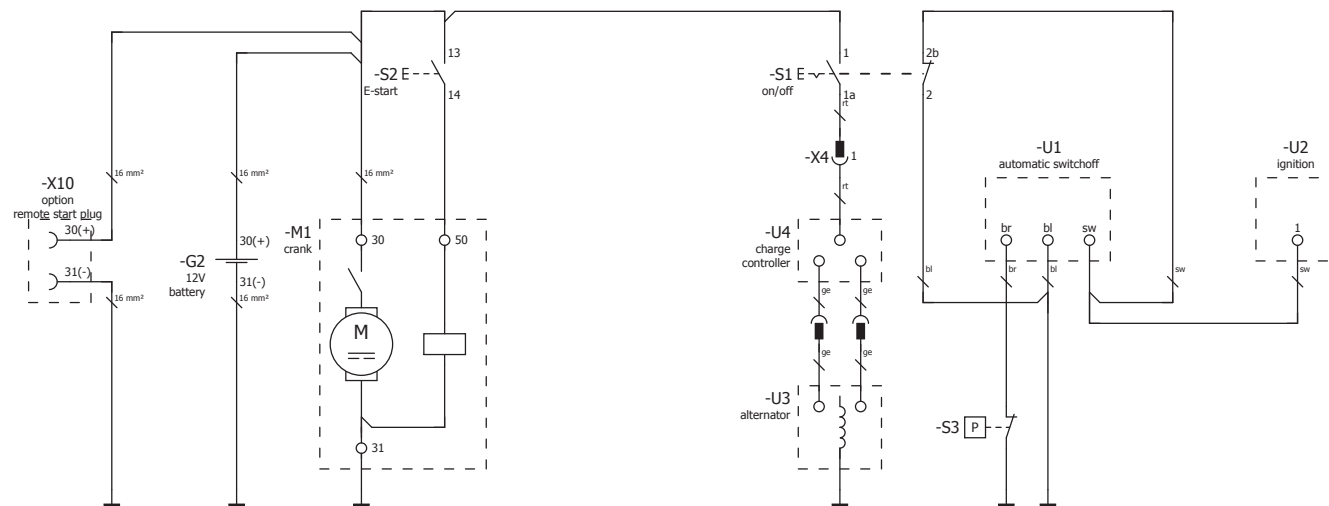 13
-S2 E
E-start
14
1
-S1 E
on/off
1a
rt
2b
2
-X4
1
rt
-U1
automatic switchoff
-U2
ignition
16 mm²
16 mm²
16 mm²
-X10
option
remote start plug
30(+)
31(-)
16 mm²
30(+)
-G2
12V
battery
31(-)
16 mm²
-M1
crank
30
50
M
31
-U4
charge
controller
ge
ge
ge
ge
-U3
alternator
br
bl
sw
1
bl
br
bl
sw
sw
-S3
P